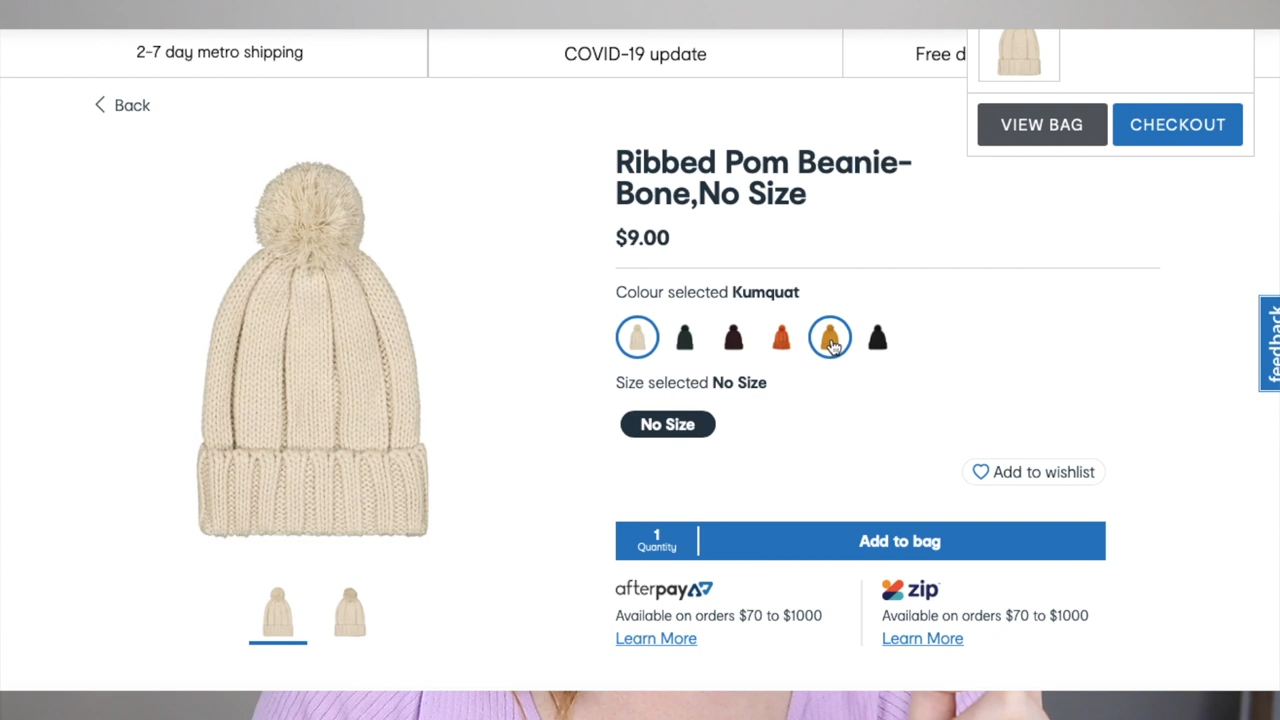 2-7 day metro shipping
COVID-19 update
Free d
VIEW BAG
CHECKOUT
Back
Ribbed Pom Beanie-
Bone,No Size
$9.00
Colour selected Kumquat
Size selected No Size
No Size
Add to wishlist
1
Quantity
Add to bag
afterpay
Available on orders $70 to $1000
Learn More
zip
Available on orders $70 to $1000
Learn More
feedback